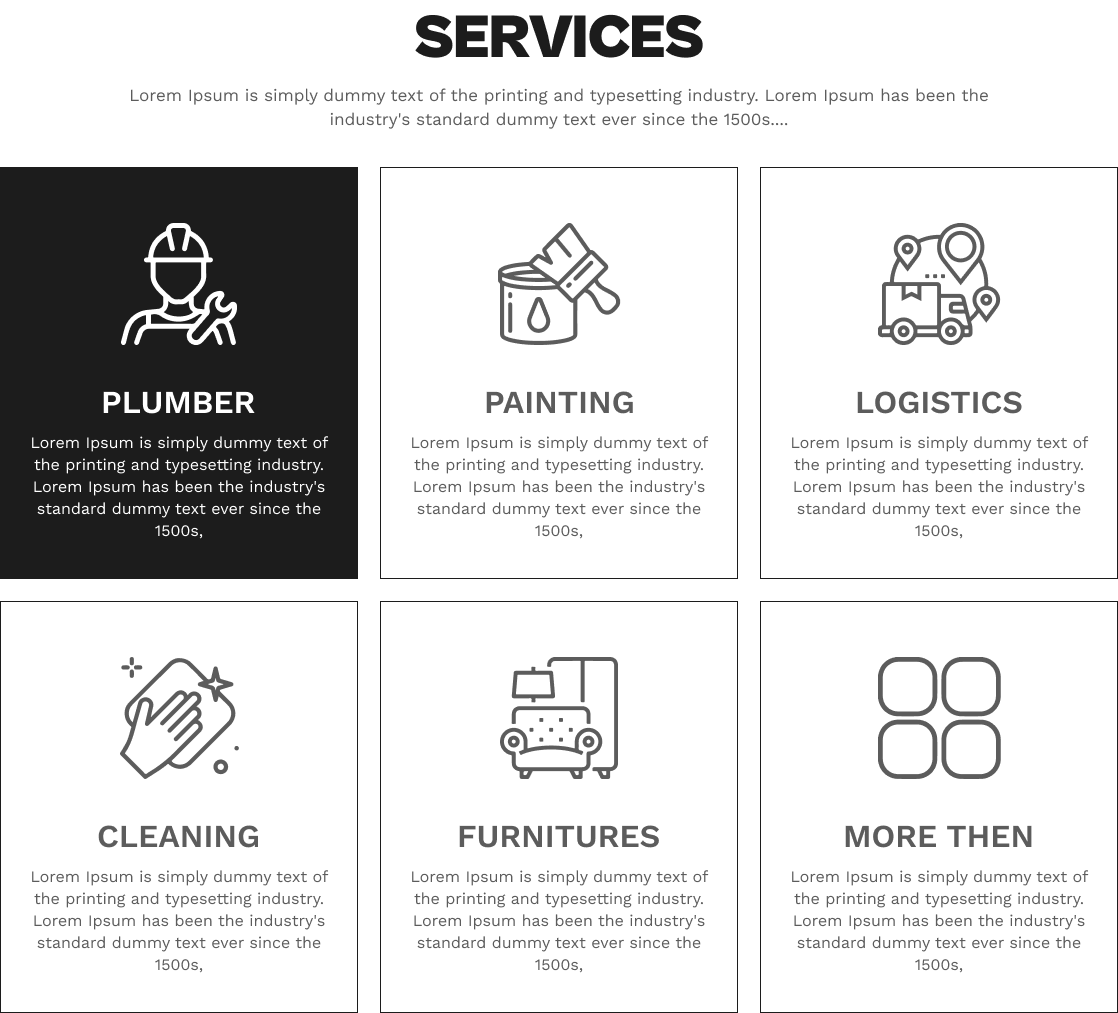 SERVICES
Lorem Ipsum is simply dummy text of the printing and typesetting industry. Lorem Ipsum has been the
industry's standard dummy text ever since the 1500s....
PLUMBER
Lorem Ipsum is simply dummy text of
the printing and typesetting industry.
Lorem Ipsum has been the industry's
standard dummy text ever since the
1500s,
PAINTING
Lorem Ipsum is simply dummy text of
the printing and typesetting industry.
Lorem Ipsum has been the industry's
standard dummy text ever since the
1500s,
LOGISTICS
Lorem Ipsum is simply dummy text of
the printing and typesetting industry.
Lorem Ipsum has been the industry's
standard dummy text ever since the
1500s,
CLEANING
Lorem Ipsum is simply dummy text of
the printing and typesetting industry.
Lorem Ipsum has been the industry's
standard dummy text ever since the
1500s,
FURNITURES
Lorem Ipsum is simply dummy text of
the printing and typesetting industry.
Lorem Ipsum has been the industry's
standard dummy text ever since the
1500s,
MORE THEN
Lorem Ipsum is simply dummy text of
the printing and typesetting industry.
Lorem Ipsum has been the industry's
standard dummy text ever since the
1500s,